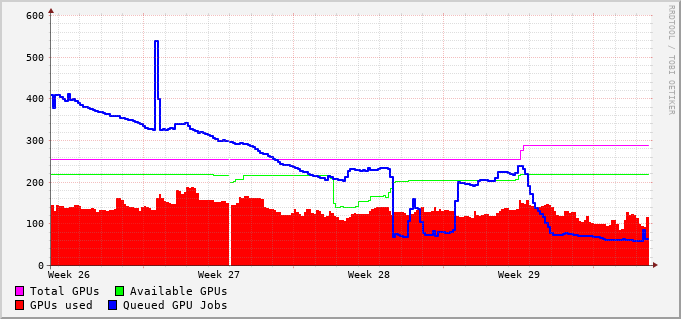 600
500
400
300
200
100
0
Week 26 Week 27 Week 28 Week 29
Total GPUs Available GPUs
GPUs used Queued GPU Jobs
RRDTOOL / TOBI OETIKER